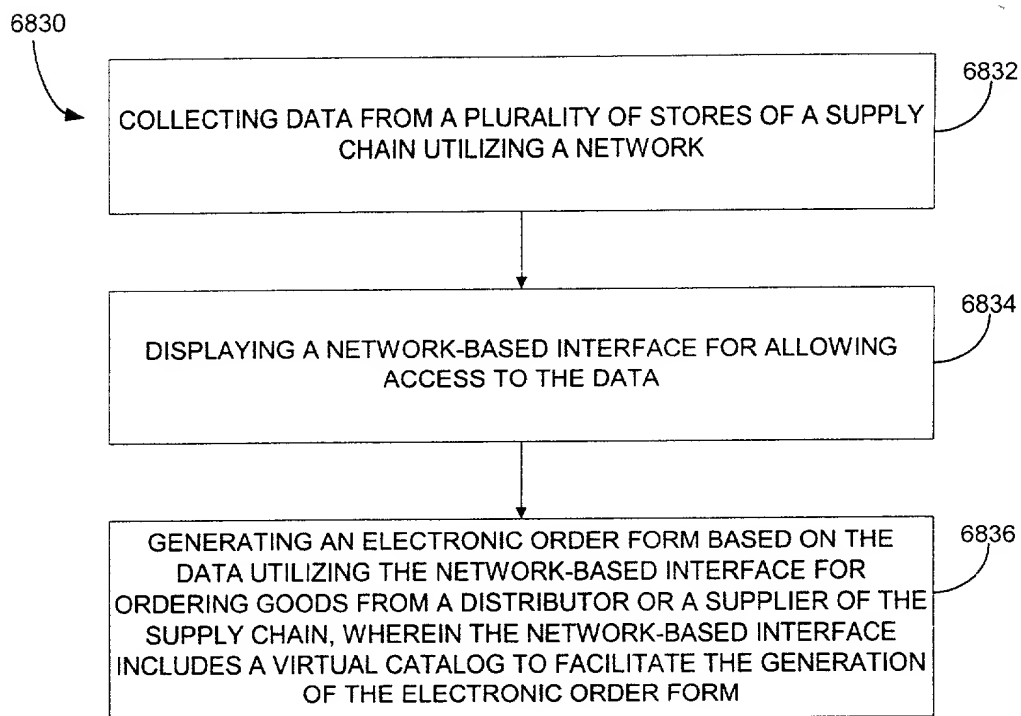 6830
6832
COLLECTING DATA FROM A PLURALITY OF STORES OF A SUPPLY
CHAIN UTILIZING A NETWORK
6834
DISPLAYING A NETWORK-BASED INTERFACE FOR ALLOWING
ACCESS TO THE DATA
6836
GENERATING AN ELECTRONIC ORDER FORM BASED ON THE
DATA UTILIZING THE NETWORK-BASED INTERFACE FOR
ORDERING GOODS FROM A DISTRIBUTOR OR A SUPPLIER OF THE
SUPPLY CHAIN, WHEREIN THE NETWORK-BASED INTERFACE
INCLUDES A VIRTUAL CATALOG TO FACILITATE THE GENERATION
OF THE ELECTRONIC ORDER FORM